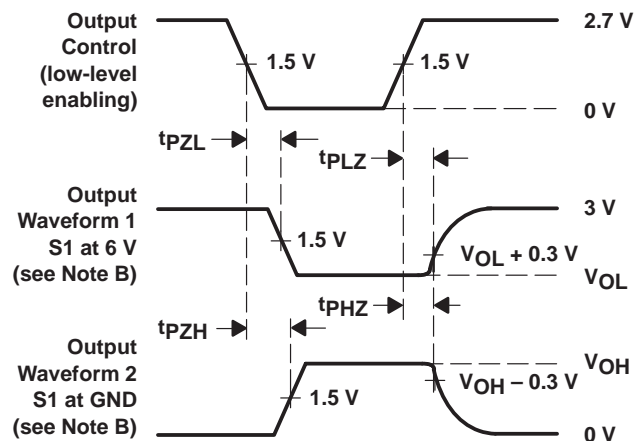 Output
Control
(low-level
enabling)
1.5 V
1.5 V
2.7 V
0 V
tPZL
tPLZ
Output
Waveform 1
S1 at 6 V
(see Note B)
1.5 V
3 V
VOL + 0.3 V
VOL
tPHZ
tPZH
Output
Waveform 2
S1 at GND
(see Note B)
1.5 V
VOH
VOH − 0.3 V
0 V